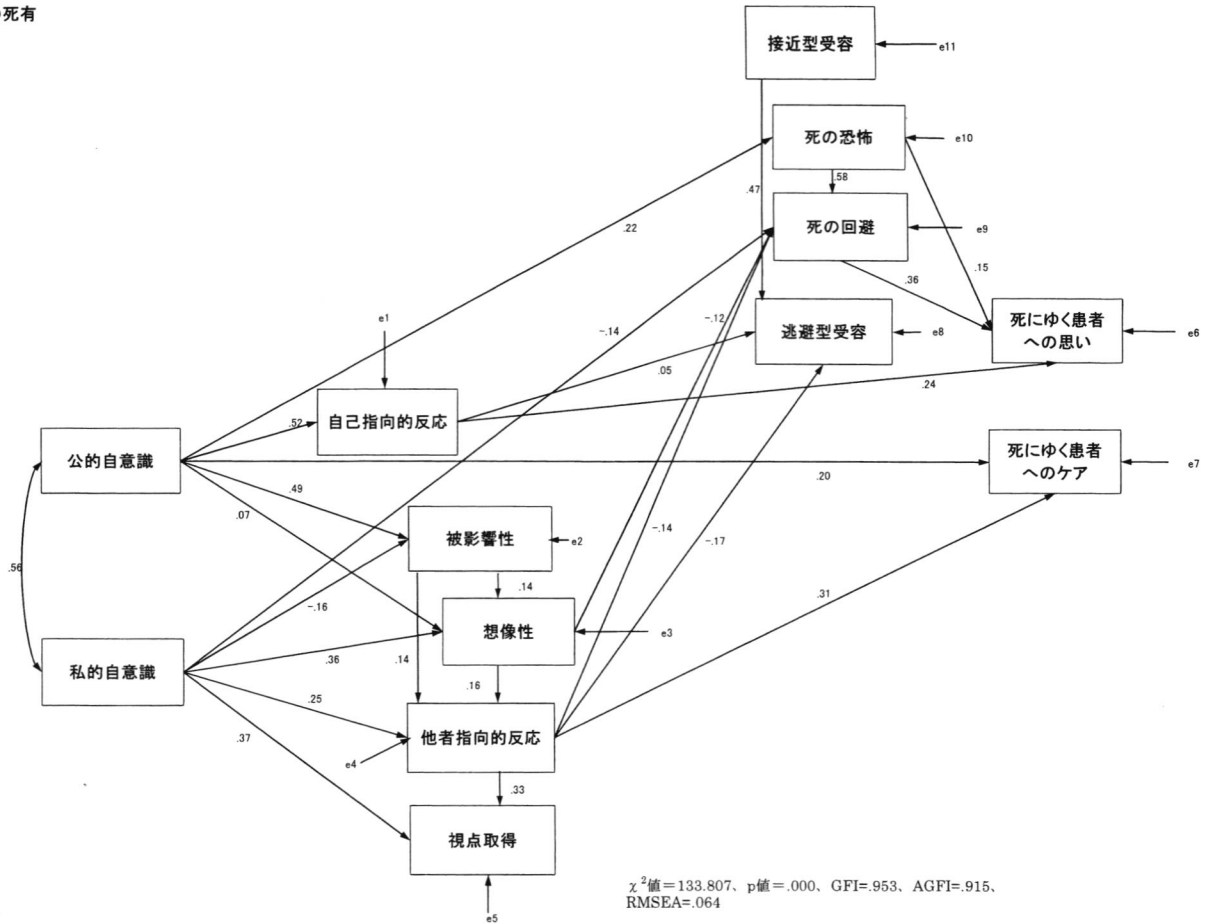 死有
接近型受容
e11
死の恐怖
e10
.58
.47
死の回避
e9
.22
.15
.36
e1
-.14
-.12
逃避型受容
e8
死にゆく患者
への思い
e6
.05
.24
自己指向的反応
.52
公的自意識
死にゆく患者
へのケア
e7
.20
.49
.07
-.14
-.17
被影響性
e2
.56
.14
-.16
.31
想像性
e3
.36
.14
私的自意識
.16
.25
.37
他者指向的反応
e4
.33
視点取得
χ²値=133.807、p値=.000、GFI=.953、AGFI=.915、
RMSEA=.064
e5